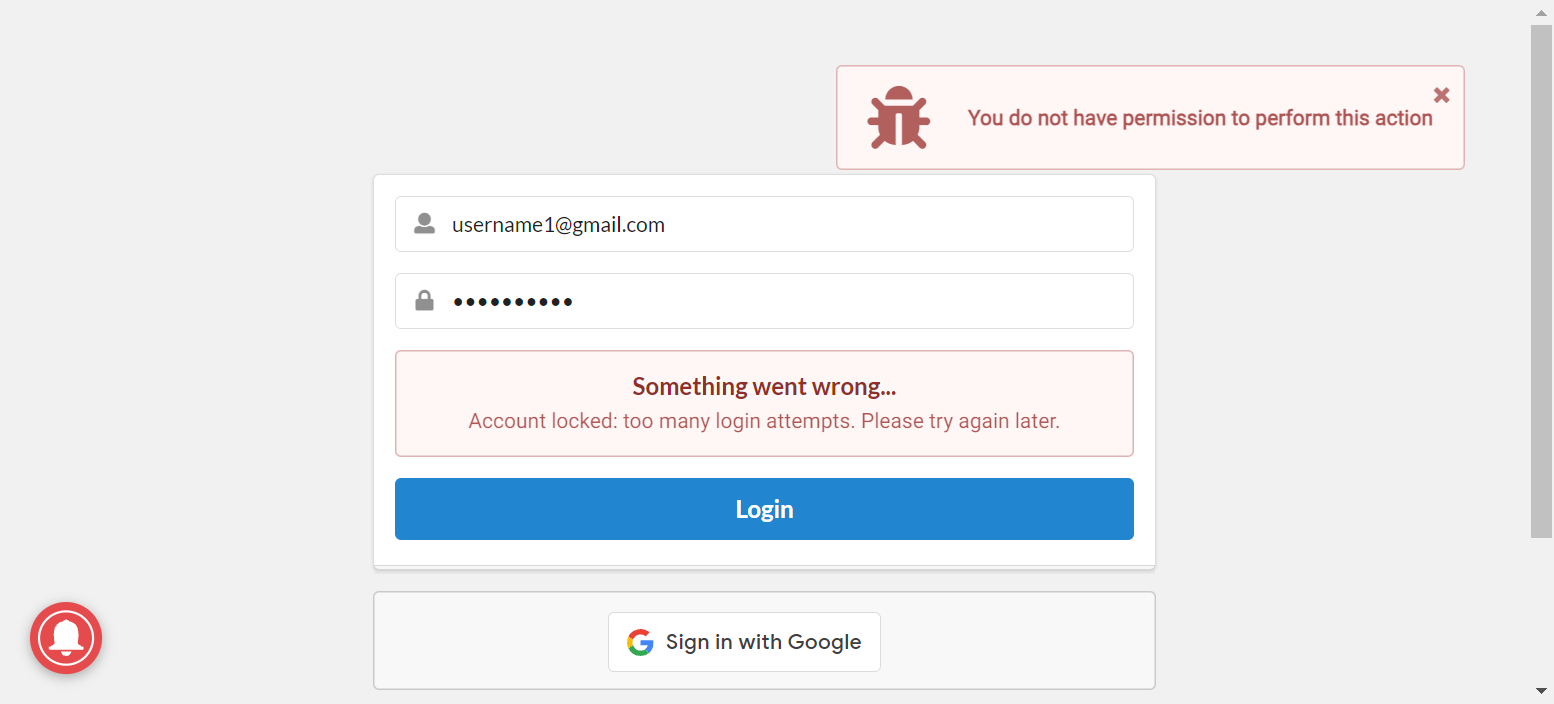 You do not have permission to perform this action
username1@gmail.com
••••••••••
Something went wrong...
Account locked: too many login attempts. Please try again later.
Login
Sign in with Google